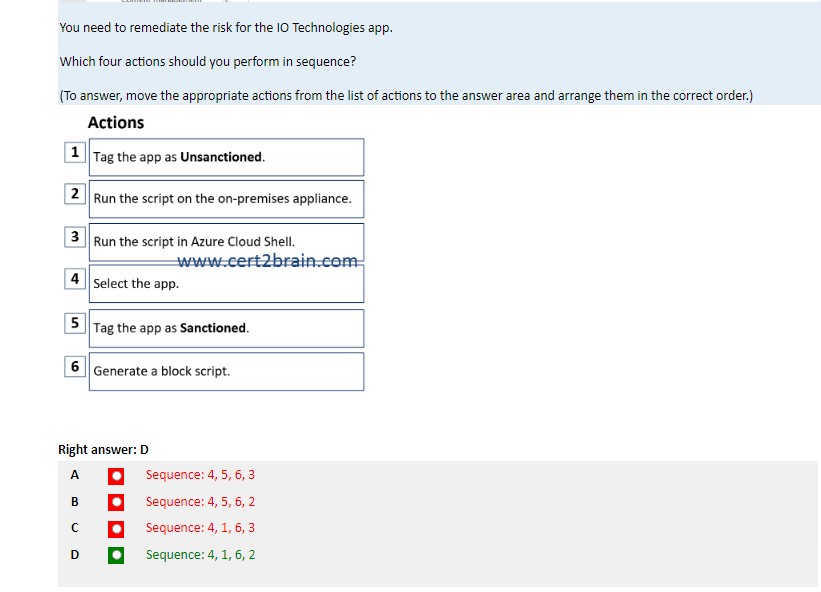 You need to remediate the risk for the IO Technologies app.
Which four actions should you perform in sequence?
(To answer, move the appropriate actions from the list of actions to the answer area and arrange them in the correct order.)
Actions
1 Tag the app as Unsanctioned.
2 Run the script on the on-premises appliance.
3 Run the script in Azure Cloud Shell.
www.cert2brain.com
4 Select the app.
5 Tag the app as Sanctioned.
6 Generate a block script.
Right answer: D
A Sequence: 4, 5, 6, 3
B Sequence: 4, 5, 6, 2
C Sequence: 4, 1, 6, 3
D Sequence: 4, 1, 6, 2